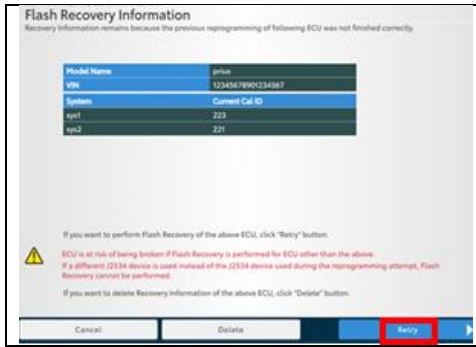 Flash Recovery Information
Recovery Information remains because the previous reprogramming of following ECU was not finished correctly.
Model Name prius
VIN 12345678901234567
System Current Cal.ID
sys1 223
sys2 221
If you want to perform Flash Recovery of the above ECU, click "Retry" button.
ECU is at risk of being broken if Flash Recovery is performed for ECU other than the above.
If a different J2534 device is used instead of the J2534 device used during the reprogramming attempt, Flash
Recovery cannot be performed.
If you want to delete Recovery Information of the above ECU, click "Delete" button.
Cancel Delete Retry